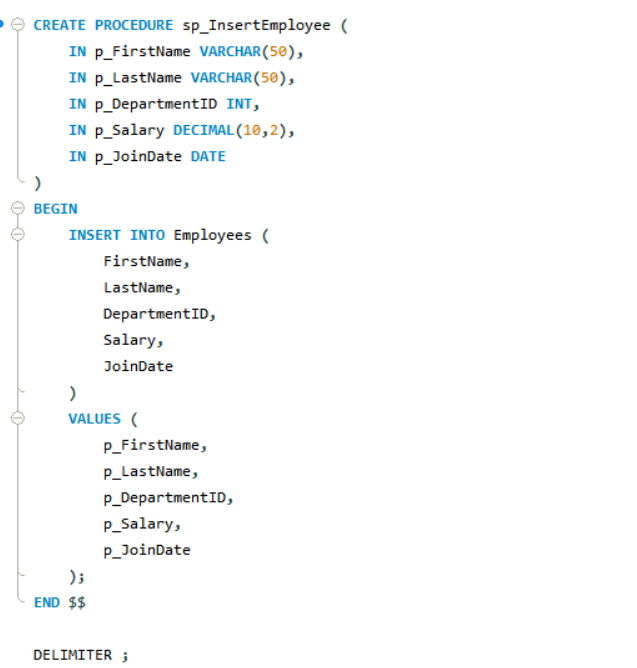 CREATE PROCEDURE sp_InsertEmployee (
    IN p_FirstName VARCHAR(50),
    IN p_LastName VARCHAR(50),
    IN p_DepartmentID INT,
    IN p_Salary DECIMAL(10,2),
    IN p_JoinDate DATE
)
BEGIN
    INSERT INTO Employees (
        FirstName,
        LastName,
        DepartmentID,
        Salary,
        JoinDate
    )
    VALUES (
        p_FirstName,
        p_LastName,
        p_DepartmentID,
        p_Salary,
        p_JoinDate
    );
END $$

DELIMITER ;